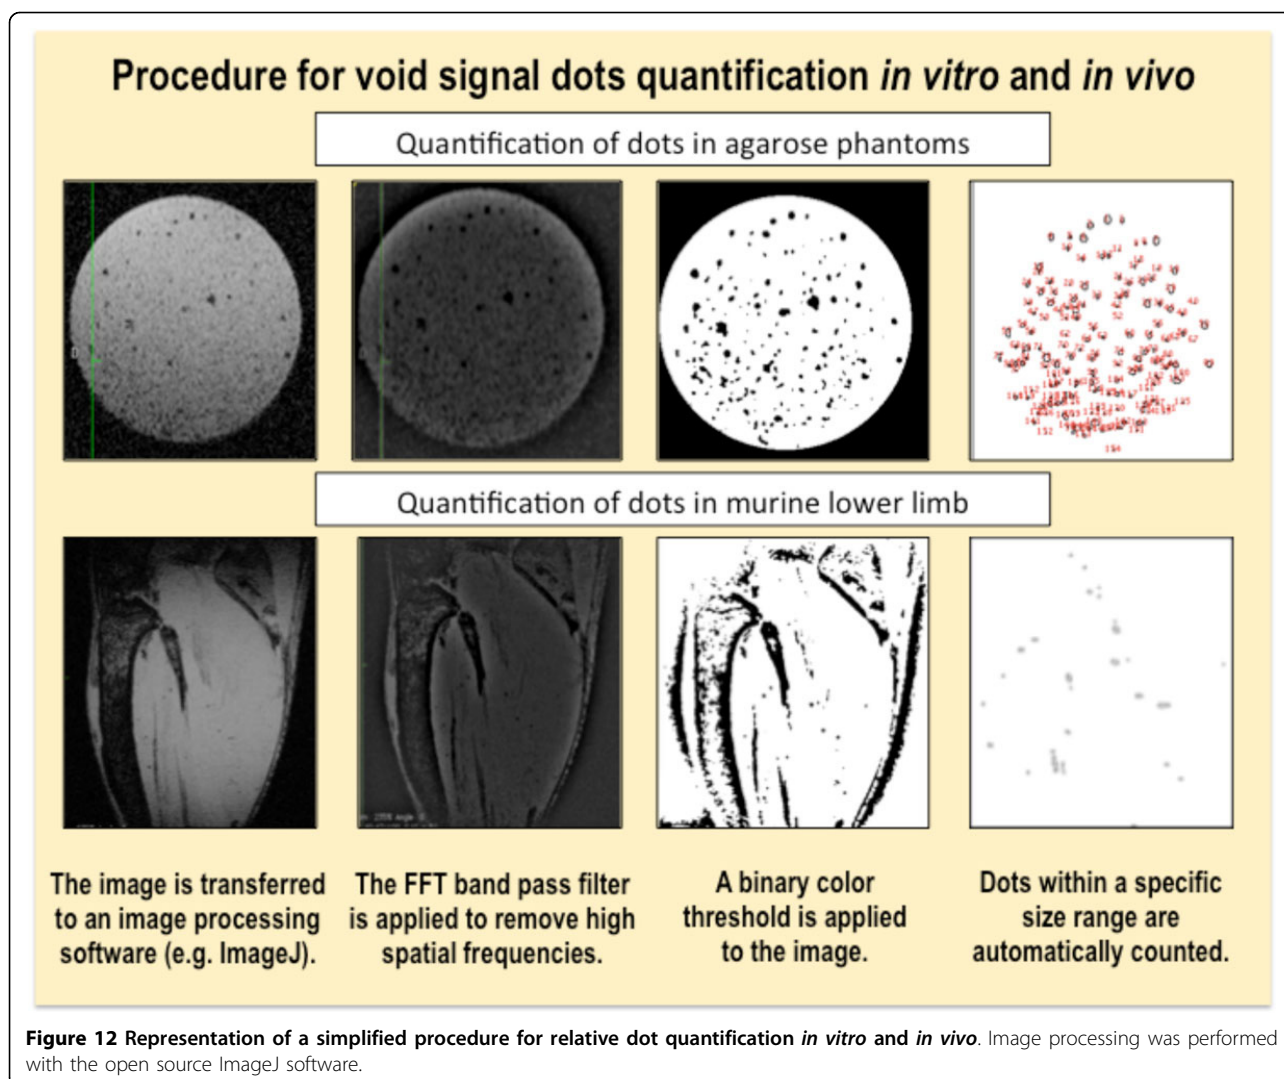 Procedure for void signal dots quantification in vitro and in vivo
Quantification of dots in agarose phantoms
Quantification of dots in murine lower limb
The image is transferred
to an image processing
software (e.g. ImageJ).
The FFT band pass filter
is applied to remove high
spatial frequencies.
A binary color
threshold is applied
to the image.
Dots within a specific
size range are
automatically counted.
Figure 12 Representation of a simplified procedure for relative dot quantification in vitro and in vivo. Image processing was performed
with the open source ImageJ software.